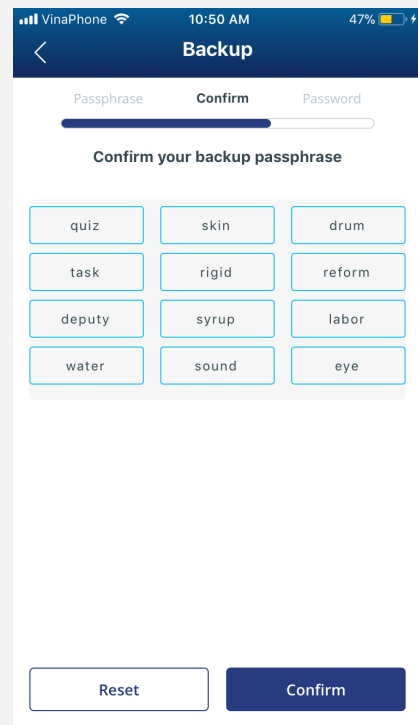 VinaPhone 10:50 AM 47%
Backup
Passphrase Confirm Password
Confirm your backup passphrase
quiz skin drum
task rigid reform
deputy syrup labor
water sound eye
Reset Confirm